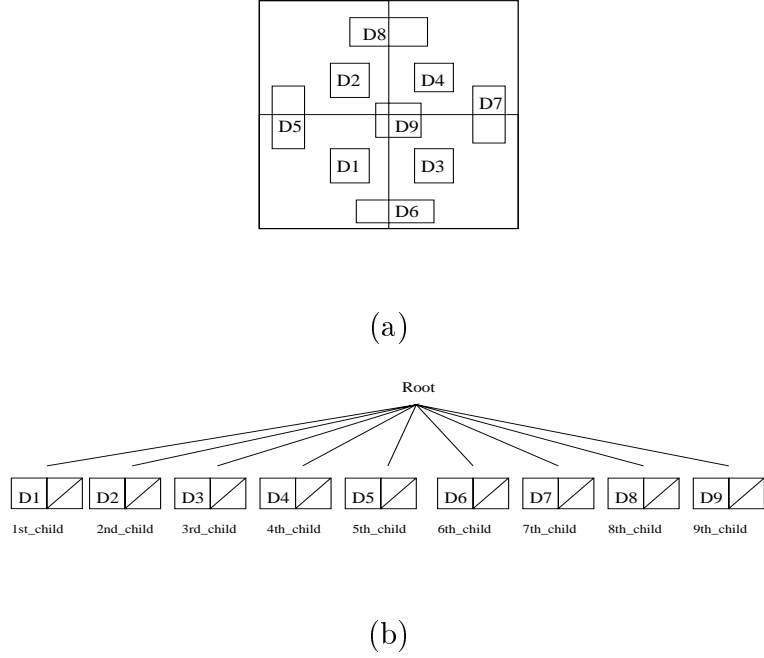 D8
D2 D4
D7
D5 D9
D1 D3
D6
(a)
Root
D1 D2 D3 D4 D5 D6 D7 D8 D9
1st_child 2nd_child 3rd_child 4th_child 5th_child 6th_child 7th_child 8th_child 9th_child
(b)